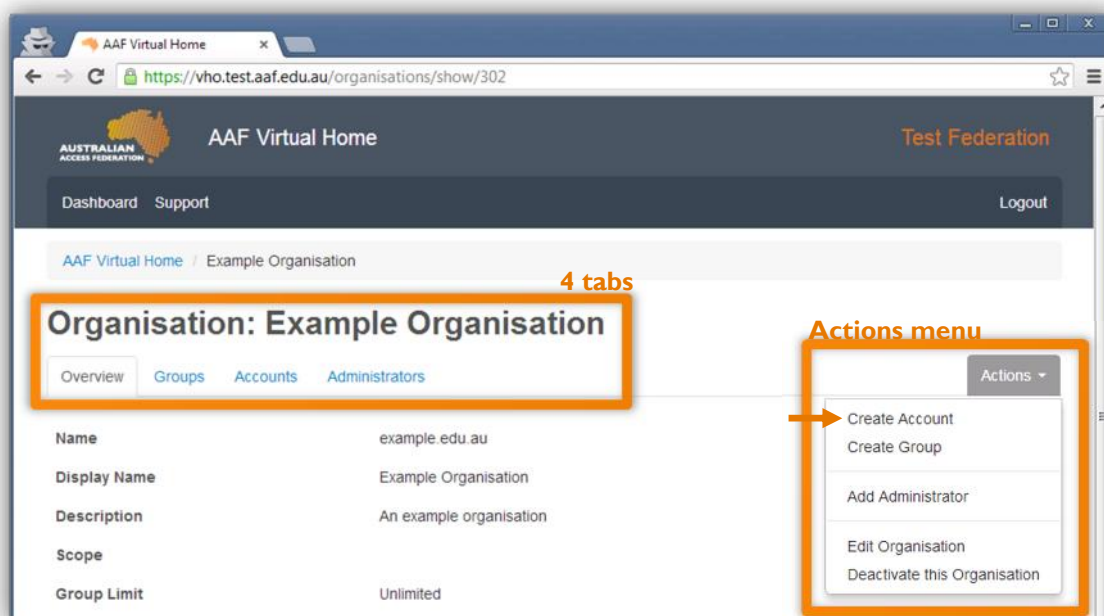 AAF Virtual Home
https://vho.test.aaf.edu.au/organisations/show/302
AUSTRALIAN
ACCESS FEDERATION
AAF Virtual Home
Test Federation
Dashboard Support
Logout
AAF Virtual Home / Example Organisation
4 tabs
Organisation: Example Organisation
Actions menu
Overview Groups Accounts Administrators
Actions
Create Account
Create Group
Add Administrator
Edit Organisation
Deactivate this Organisation
Name example.edu.au
Display Name Example Organisation
Description An example organisation
Scope
Group Limit Unlimited